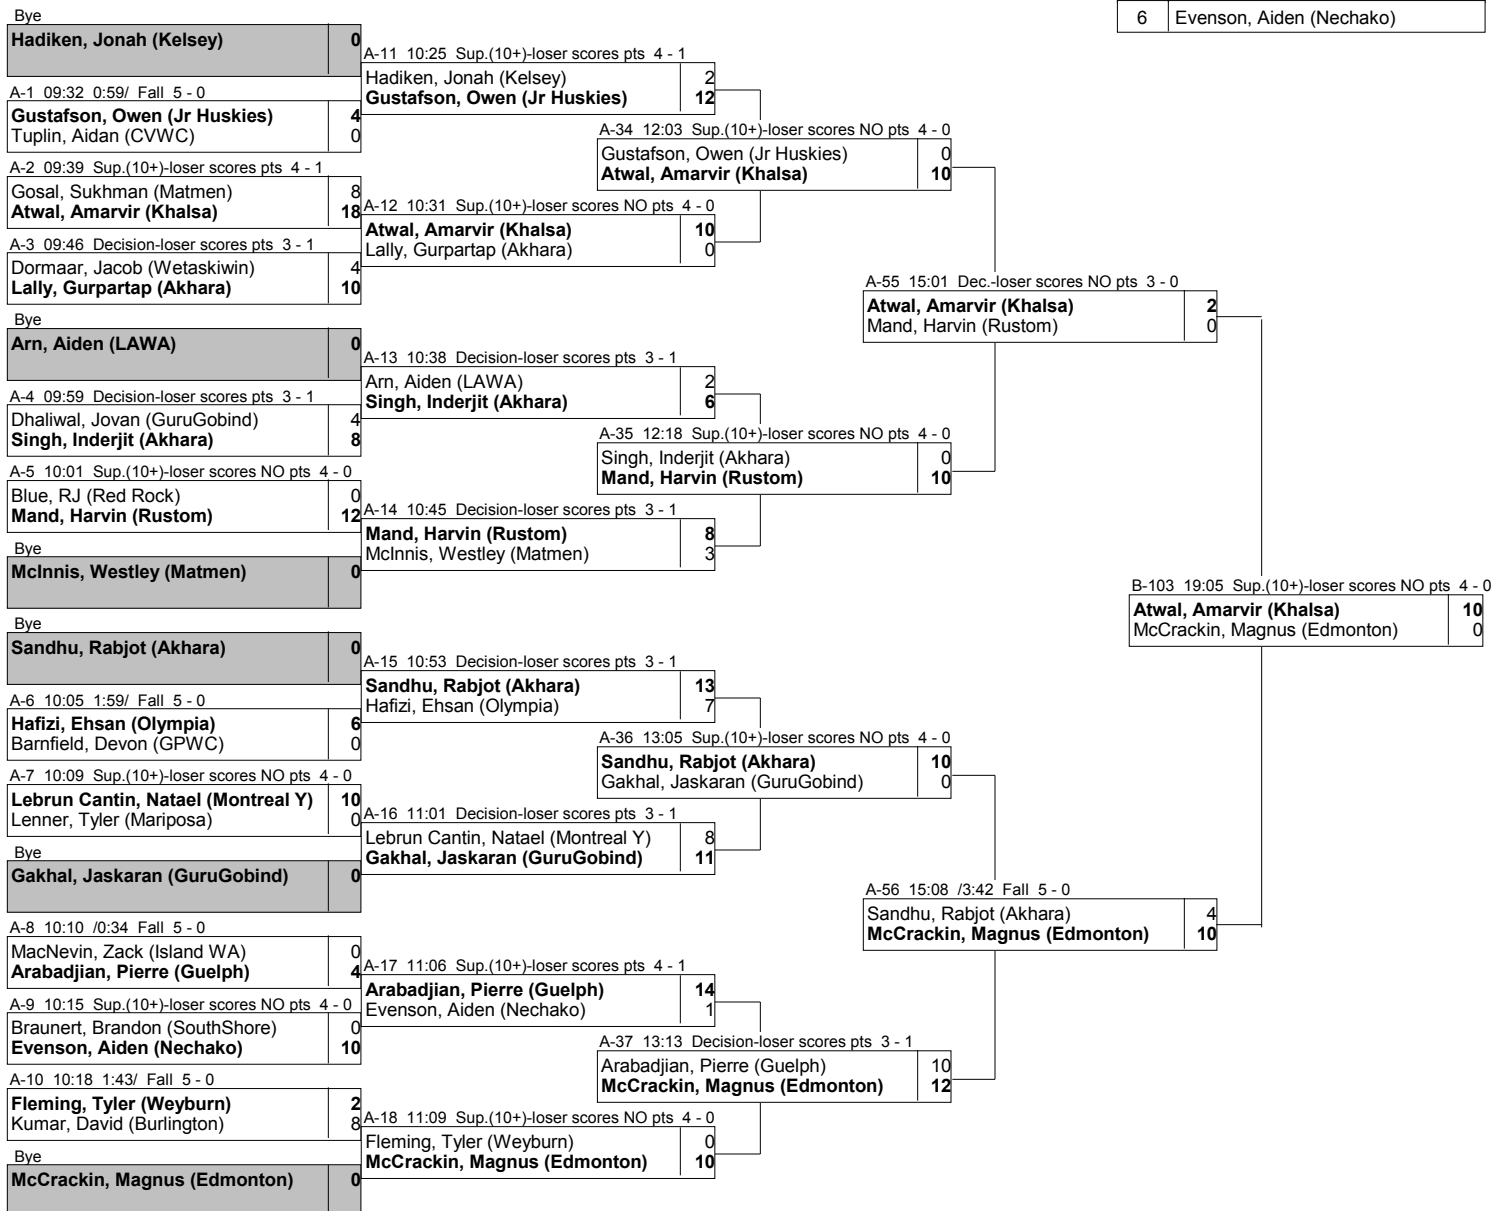 6 Evenson, Aiden (Nechako)
Bye
Hadiken, Jonah (Kelsey) 0
A-1 09:32 0:59/ Fall 5 - 0
Gustafson, Owen (Jr Huskies) 4
Tuplin, Aidan (CVWC) 0
A-2 09:39 Sup.(10+)-loser scores pts 4 - 1
Gosal, Sukhman (Matmen) 8
Atwal, Amarvir (Khalsa) 18
A-3 09:46 Decision-loser scores pts 3 - 1
Dormaar, Jacob (Wetaskiwin) 4
Lally, Gurpartap (Akhara) 10
Bye
Arn, Aiden (LAWA) 0
A-4 09:59 Decision-loser scores pts 3 - 1
Dhaliwal, Jovan (GuruGobind) 4
Singh, Inderjit (Akhara) 8
A-5 10:01 Sup.(10+)-loser scores NO pts 4 - 0
Blue, RJ (Red Rock) 0
Mand, Harvin (Rustom) 12
Bye
McInnis, Westley (Matmen) 0
Bye
Sandhu, Rabjot (Akhara) 0
A-6 10:05 1:59/ Fall 5 - 0
Hafizi, Ehsan (Olympia) 6
Barnfield, Devon (GPWC) 0
A-7 10:09 Sup.(10+)-loser scores NO pts 4 - 0
Lebrun Cantin, Natael (Montreal Y) 10
Lenner, Tyler (Mariposa) 0
Bye
Gakhal, Jaskaran (GuruGobind) 0
A-8 10:10 /0:34 Fall 5 - 0
MacNevin, Zack (Island WA) 0
Arabadjian, Pierre (Guelph) 4
A-9 10:15 Sup.(10+)-loser scores NO pts 4 - 0
Braunert, Brandon (SouthShore) 0
Evenson, Aiden (Nechako) 10
A-10 10:18 1:43/ Fall 5 - 0
Fleming, Tyler (Weyburn) 2
Kumar, David (Burlington) 8
Bye
McCrackin, Magnus (Edmonton) 0
A-11 10:25 Sup.(10+)-loser scores pts 4 - 1
Hadiken, Jonah (Kelsey) 2
Gustafson, Owen (Jr Huskies) 12
A-12 10:31 Sup.(10+)-loser scores NO pts 4 - 0
Atwal, Amarvir (Khalsa) 10
Lally, Gurpartap (Akhara) 0
A-13 10:38 Decision-loser scores pts 3 - 1
Arn, Aiden (LAWA) 2
Singh, Inderjit (Akhara) 6
A-14 10:45 Decision-loser scores pts 3 - 1
Mand, Harvin (Rustom) 8
McInnis, Westley (Matmen) 3
A-15 10:53 Decision-loser scores pts 3 - 1
Sandhu, Rabjot (Akhara) 13
Hafizi, Ehsan (Olympia) 7
A-16 11:01 Decision-loser scores pts 3 - 1
Lebrun Cantin, Natael (Montreal Y) 8
Gakhal, Jaskaran (GuruGobind) 11
A-17 11:06 Sup.(10+)-loser scores pts 4 - 1
Arabadjian, Pierre (Guelph) 14
Evenson, Aiden (Nechako) 1
A-18 11:09 Sup.(10+)-loser scores NO pts 4 - 0
Fleming, Tyler (Weyburn) 0
McCrackin, Magnus (Edmonton) 10
A-34 12:03 Sup.(10+)-loser scores NO pts 4 - 0
Gustafson, Owen (Jr Huskies) 0
Atwal, Amarvir (Khalsa) 10
A-35 12:18 Sup.(10+)-loser scores NO pts 4 - 0
Singh, Inderjit (Akhara) 0
Mand, Harvin (Rustom) 10
A-36 13:05 Sup.(10+)-loser scores NO pts 4 - 0
Sandhu, Rabjot (Akhara) 10
Gakhal, Jaskaran (GuruGobind) 0
A-37 13:13 Decision-loser scores pts 3 - 1
Arabadjian, Pierre (Guelph) 10
McCrackin, Magnus (Edmonton) 12
A-55 15:01 Dec.-loser scores NO pts 3 - 0
Atwal, Amarvir (Khalsa) 2
Mand, Harvin (Rustom) 0
A-56 15:08 /3:42 Fall 5 - 0
Sandhu, Rabjot (Akhara) 4
McCrackin, Magnus (Edmonton) 10
B-103 19:05 Sup.(10+)-loser scores NO pts 4 - 0
Atwal, Amarvir (Khalsa) 10
McCrackin, Magnus (Edmonton) 0